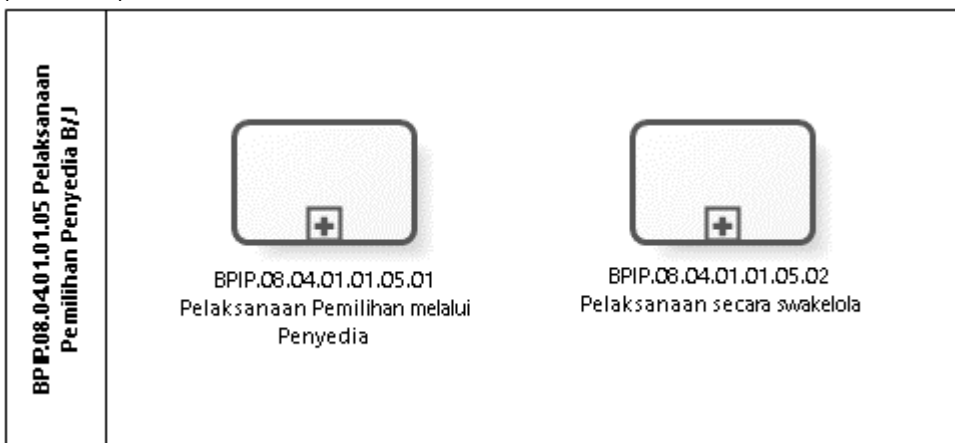 BPIP.08.04.01.01.05 Pelaksanaan
Pemilihan Penyedia B/J
BPIP.08.04.01.01.05.01
Pelaksanaan Pemilihan melalui
Penyedia
BPIP.08.04.01.01.05.02
Pelaksanaan secara swakelola